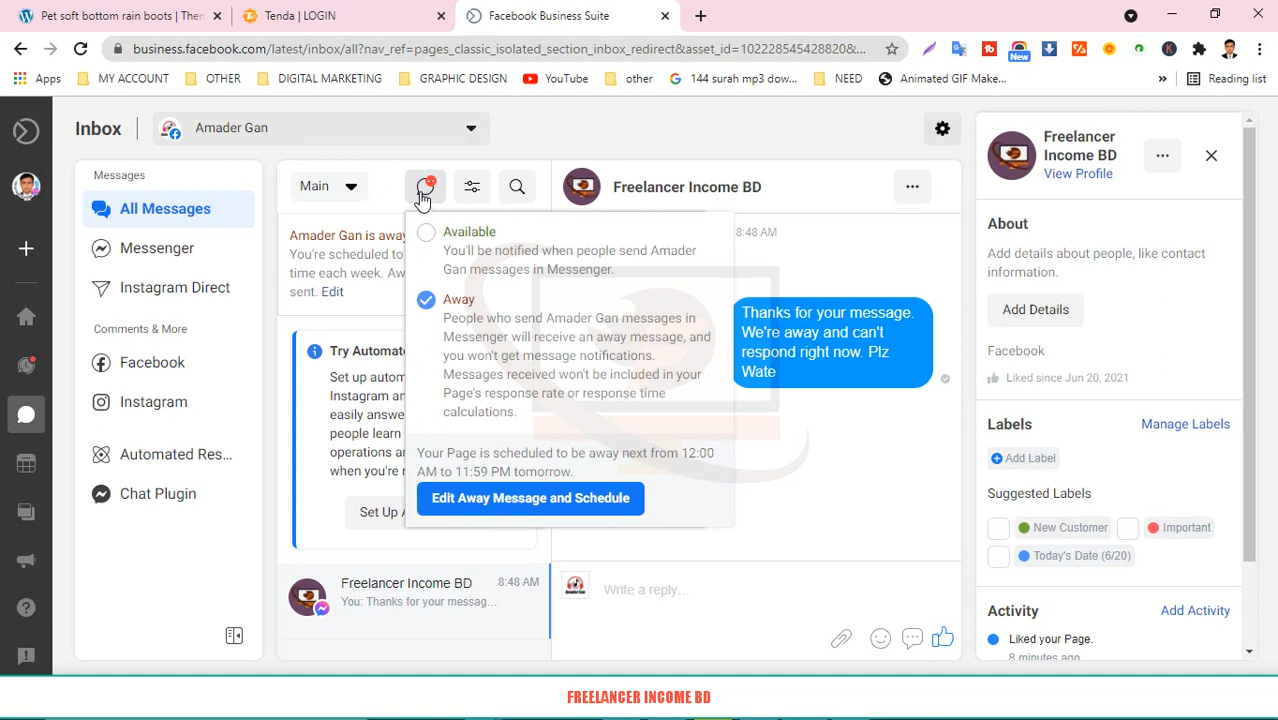 Pet soft bottom rain boots | Then
Tenda | LOGIN
Facebook Business Suite
business.facebook.com/latest/inbox/all?nav_ref=pages_classic_isolated_section_inbox_redirect&asset_id=102228545428820&...
New
Apps
MY ACCOUNT
OTHER
DIGITAL MARKETING
GRAPHIC DESIGN
YouTube
other
144 surah mp3 dow...
NEED
Animated GIF Make...
»
Reading list
Inbox
Amader Gan
Messages
All Messages
Messenger
Instagram Direct
Comments & More
Facebook
Instagram
Automated Res...
Chat Plugin
Main
Amader Gan is away
You're scheduled to
time each week. Aw
sent. Edit
Try Automat
Set up autom
Instagram an
easily answe
people learn
operations a
when you're
Set Up A
Available
You'll be notified when people send Amader
Gan messages in Messenger.
Away
People who send Amader Gan messages in
Messenger will receive an away message, and
you won't get message notifications.
Messages received won't be included in your
Page's response rate or response time
calculations.
Your Page is scheduled to be away next from 12:00
AM to 11:59 PM tomorrow.
Edit Away Message and Schedule
Freelancer Income BD
8:48 AM
You: Thanks for your messag...
Freelancer Income BD
8:48 AM
Thanks for your message.
We're away and can't
respond right now. Plz
Wate
Write a reply...
Freelancer
Income BD
View Profile
About
Add details about people, like contact
information.
Add Details
Facebook
Liked since Jun 20, 2021
Labels
Manage Labels
Add Label
Suggested Labels
New Customer
Important
Today's Date (6/20)
Activity
Add Activity
Liked your Page.
8 minutes ago
FREELANCER INCOME BD